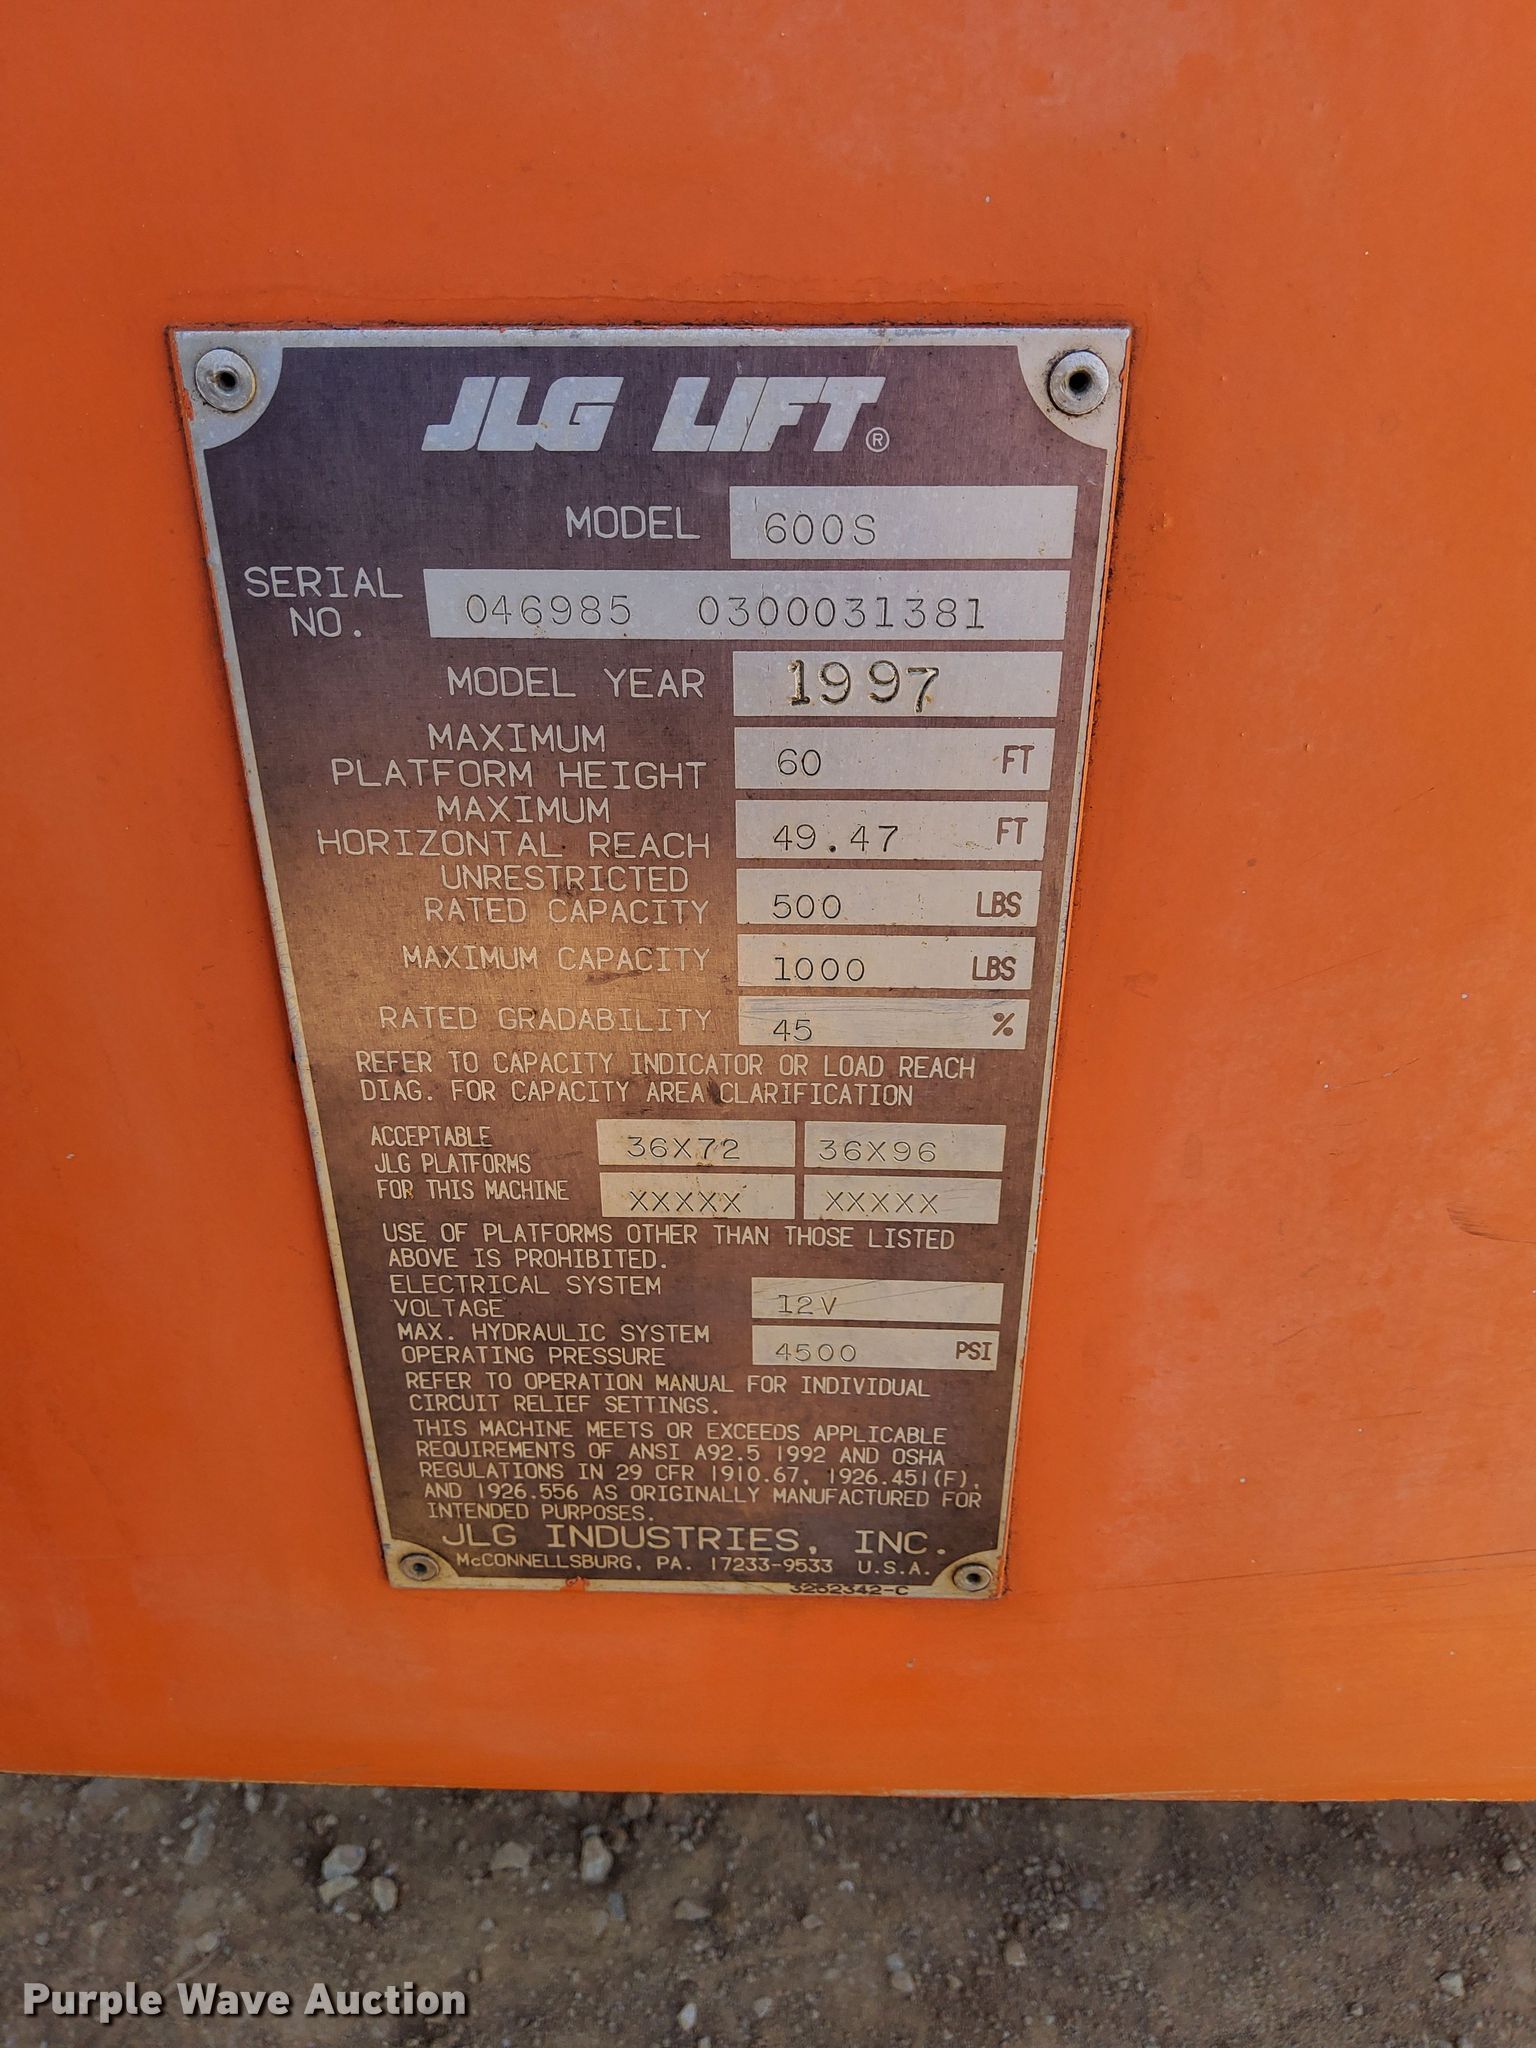 JLG LIFT®
MODEL 600S
SERIAL NO. 046985 0300031381
MODEL YEAR 1997
MAXIMUM
PLATFORM HEIGHT 60 FT
MAXIMUM
HORIZONTAL REACH 49.47 FT
UNRESTRICTED
RATED CAPACITY 500 LBS
MAXIMUM CAPACITY 1000 LBS
RATED GRADABILITY 45 %
REFER TO CAPACITY INDICATOR OR LOAD REACH
DIAG. FOR CAPACITY AREA CLARIFICATION
ACCEPTABLE
JLG PLATFORMS
FOR THIS MACHINE
36X72 36X96
XXXXX XXXXX
USE OF PLATFORMS OTHER THAN THOSE LISTED
ABOVE IS PROHIBITED.
ELECTRICAL SYSTEM
VOLTAGE 12V
MAX. HYDRAULIC SYSTEM
OPERATING PRESSURE 4500 PSI
REFER TO OPERATION MANUAL FOR INDIVIDUAL
CIRCUIT RELIEF SETTINGS.
THIS MACHINE MEETS OR EXCEEDS APPLICABLE
REQUIREMENTS OF ANSI A92.5 1992 AND OSHA
REGULATIONS IN 29 CFR 1910.67, 1926.451(F),
AND 1926.556 AS ORIGINALLY MANUFACTURED FOR
INTENDED PURPOSES.
JLG INDUSTRIES, INC.
McCONNELLSBURG, PA. 17233-9533 U.S.A.
3252342-C
Purple Wave Auction